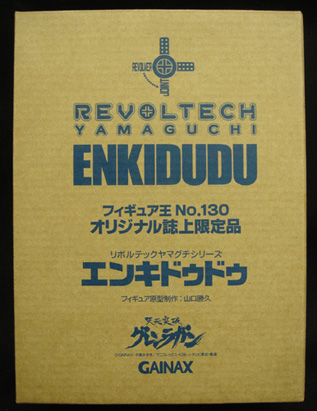 REVOLVER
JOINT
REVOLTECH
YAMAGUCHI
ENKIDUDU
フィギュア王 No.130
オリジナル誌上限定品
リボルテックヤマグチシリーズ
エンキドゥドゥ
フィギュア原型制作：山口勝久
天元突破
グレンラガン
GAINAX